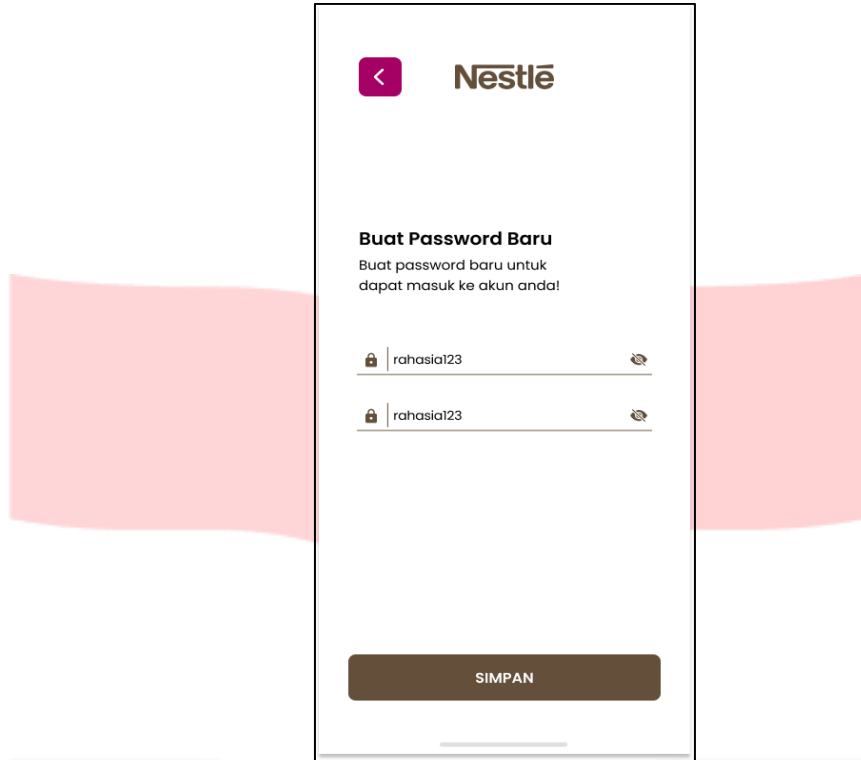 Nestlé
Buat Password Baru
Buat password baru untuk
dapat masuk ke akun anda!
rahasia123
rahasia123
SIMPAN